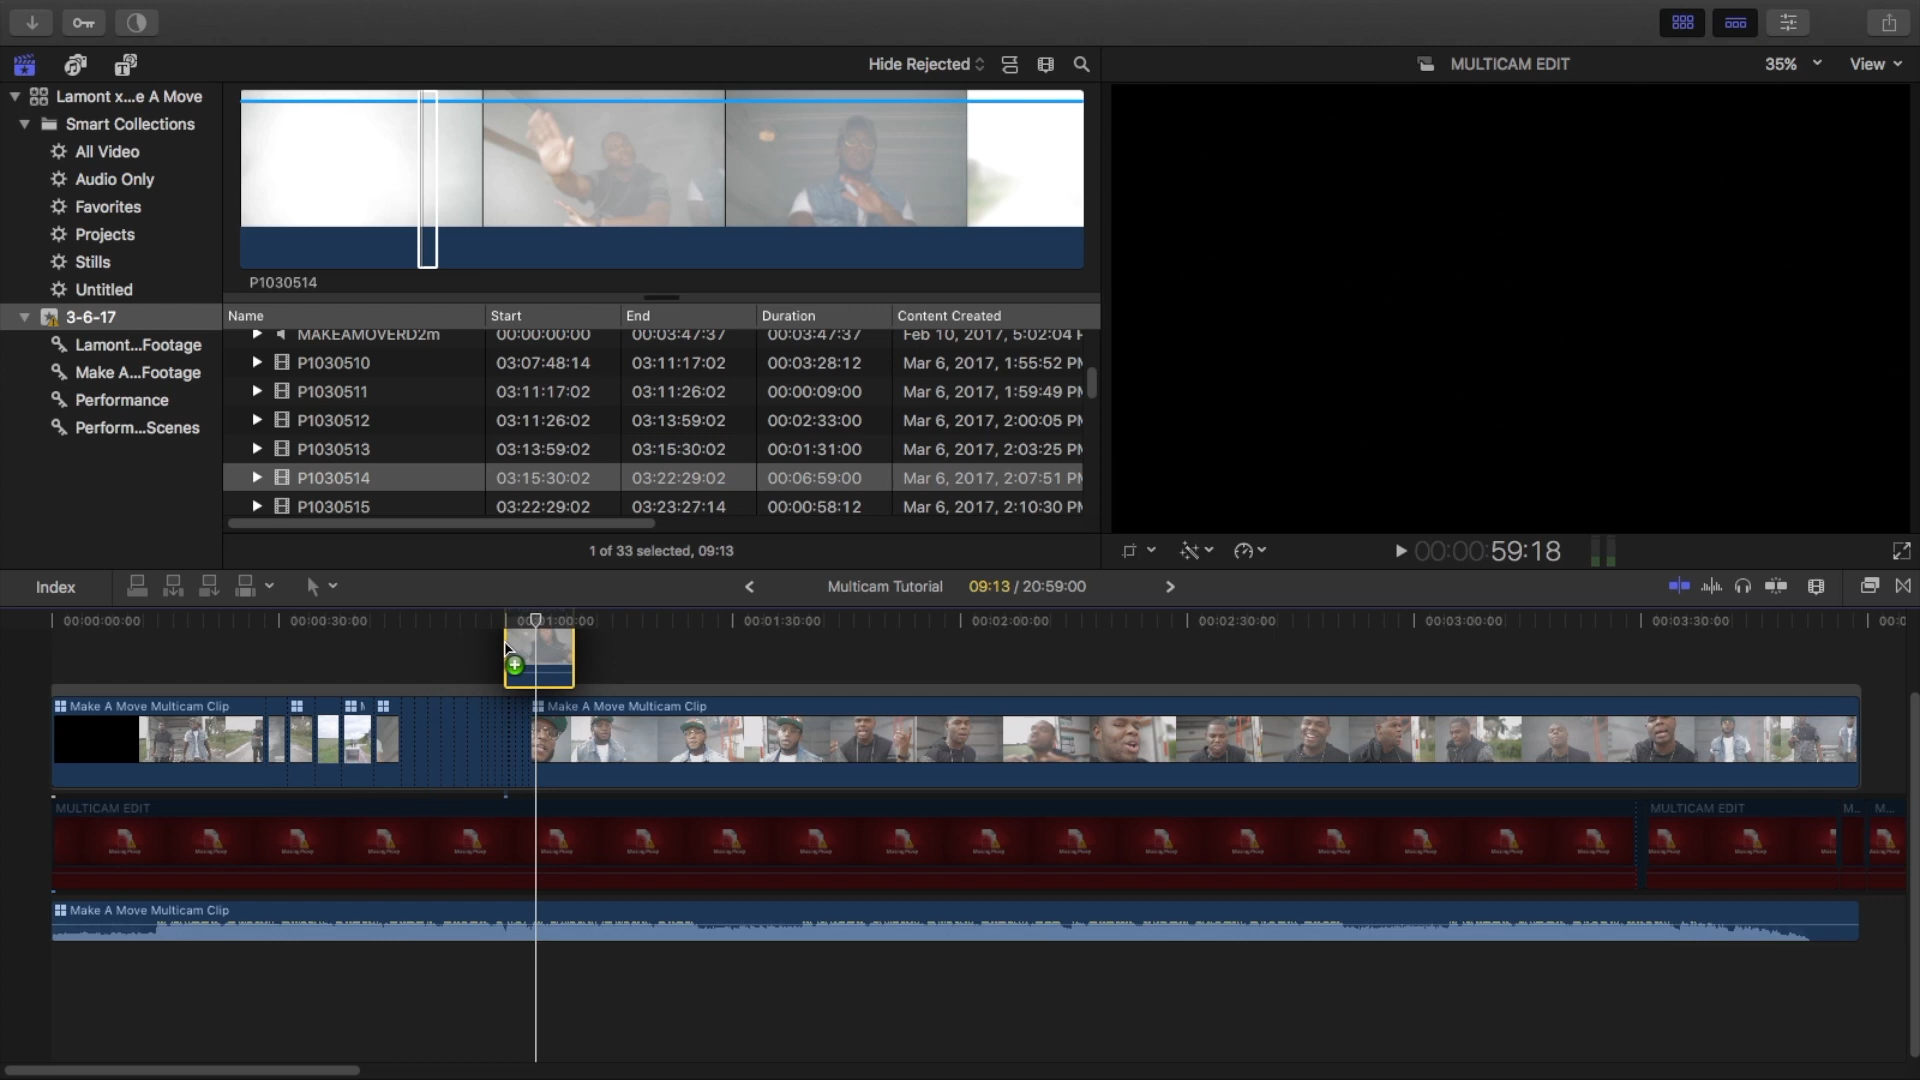 Hide Rejected
MULTICAM EDIT
35%
View
Lamont x...e A Move
Smart Collections
All Video
Audio Only
Favorites
Projects
Stills
Untitled
3-6-17
Lamont...Footage
Make A...Footage
Performance
Perform...Scenes
P1030514
Name Start End Duration Content Created
MAKEAMOVERD2m 00:00:00:00 00:03:47:37 00:03:47:37 Feb 10, 2017, 5:02:04
P1030510 03:07:48:14 03:11:17:02 00:03:28:12 Mar 6, 2017, 1:55:52 PM
P1030511 03:11:17:02 03:11:26:02 00:00:09:00 Mar 6, 2017, 1:59:49 PM
P1030512 03:11:26:02 03:13:59:02 00:02:33:00 Mar 6, 2017, 2:00:05 PM
P1030513 03:13:59:02 03:15:30:02 00:01:31:00 Mar 6, 2017, 2:03:25 PM
P1030514 03:15:30:02 03:22:29:02 00:06:59:00 Mar 6, 2017, 2:07:51 PM
P1030515 03:22:29:02 03:23:27:14 00:00:58:12 Mar 6, 2017, 2:10:30 PM
1 of 33 selected, 09:13
00:00:59:18
Index
Multicam Tutorial 09:13 / 20:59:00
00:00:00:00 00:00:30:00 00:01:00:00 00:01:30:00 00:02:00:00 00:02:30:00 00:03:00:00 00:03:30:00
Make A Move Multicam Clip
Make A Move Multicam Clip
MULTICAM EDIT
MULTICAM EDIT
M...
M...
Make A Move Multicam Clip